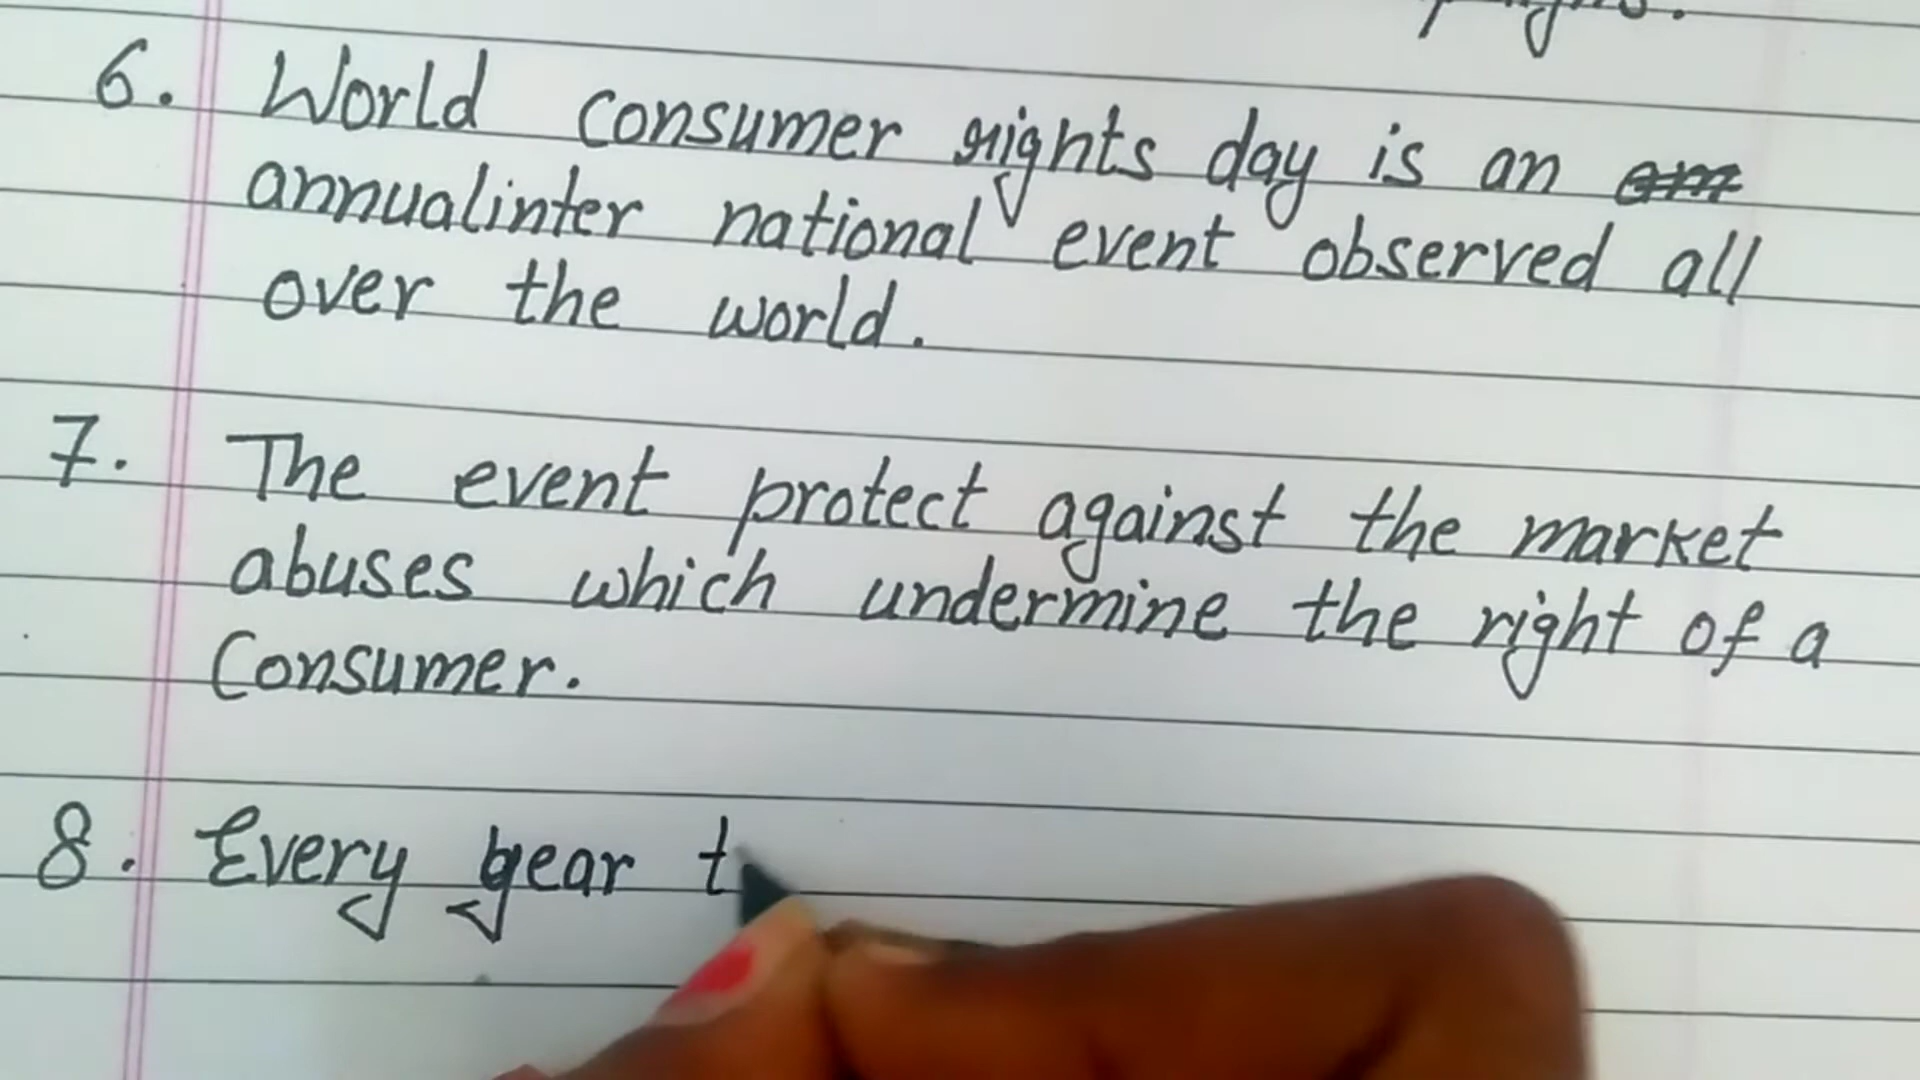 6. World consumer rights day is an
annualinter national event observed all
over the world.
7. The event protect against the market
abuses which undermine the right of a
Consumer.
8. Every year t